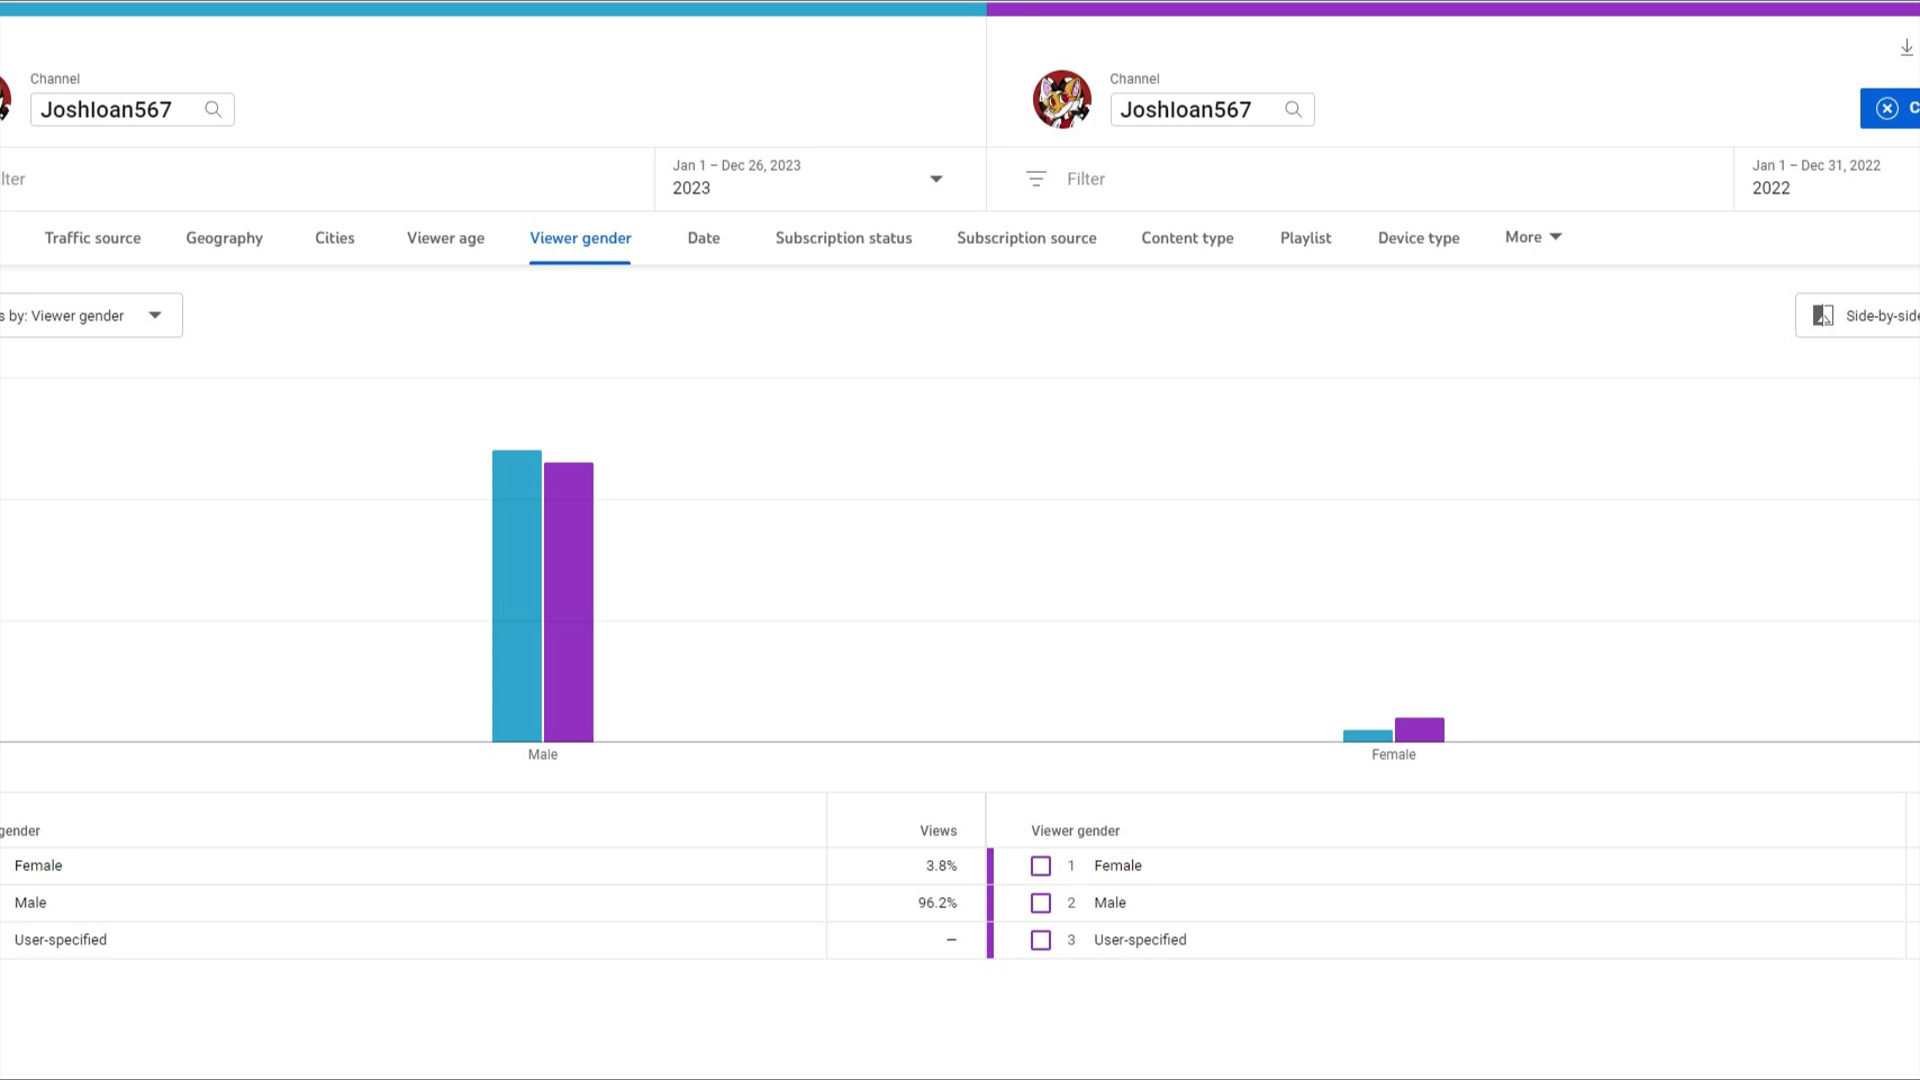 Channel
Joshloan567
Channel
Joshloan567
C
lter
Jan 1 – Dec 26, 2023
2023
Filter
Jan 1 – Dec 31, 2022
2022
Traffic source Geography Cities Viewer age Viewer gender Date Subscription status Subscription source Content type Playlist Device type More
s by: Viewer gender
Side-by-side
Male Female
gender Views Viewer gender
Female 3.8% 1 Female
Male 96.2% 2 Male
User-specified – 3 User-specified